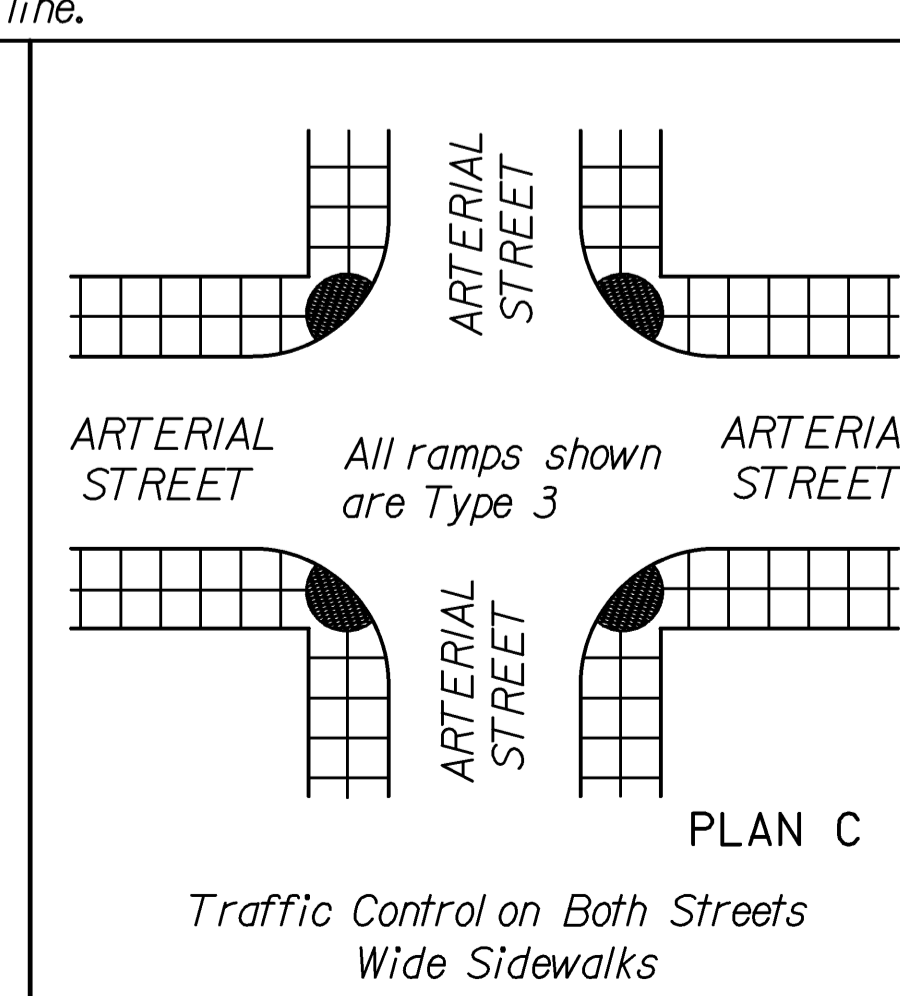 line.
ARTERIAL
STREET
ARTERIAL
STREET
All ramps shown
are Type 3
ARTERIA
STREET
ARTERIAL
STREET
PLAN C
Traffic Control on Both Streets
Wide Sidewalks